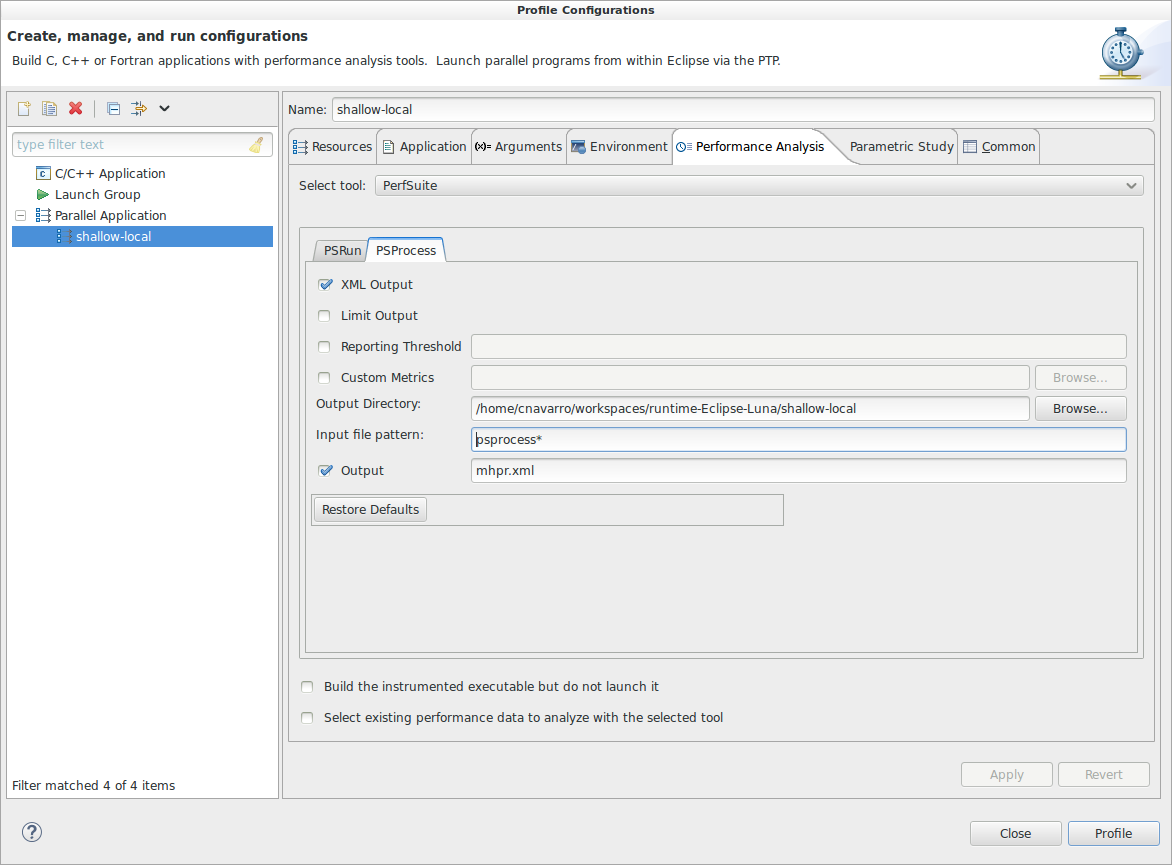 Profile Configurations
Create, manage, and run configurations
Build C, C++ or Fortran applications with performance analysis tools.  Launch parallel programs from within Eclipse via the PTP.
type filter text
C/C++ Application
Launch Group
Parallel Application
shallow-local
Filter matched 4 of 4 items
Name: shallow-local
Resources Application (x)= Arguments Environment Performance Analysis Parametric Study Common
Select tool: PerfSuite
PSRun PSProcess
XML Output
Limit Output
Reporting Threshold
Custom Metrics Browse...
Output Directory: /home/cnavarro/workspaces/runtime-Eclipse-Luna/shallow-local Browse...
Input file pattern: psprocess*
Output mhpr.xml
Restore Defaults
Build the instrumented executable but do not launch it
Select existing performance data to analyze with the selected tool
Apply Revert
? Close Profile